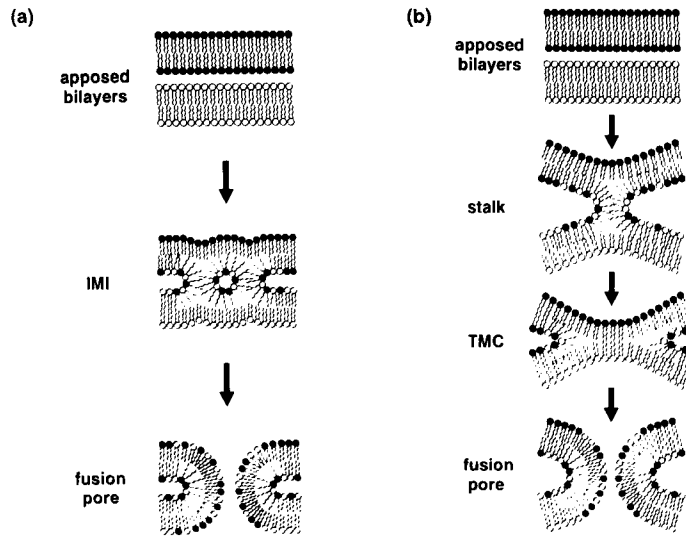 (a)
apposed
bilayers
IMI
fusion
pore
(b)
apposed
bilayers
stalk
TMC
fusion
pore